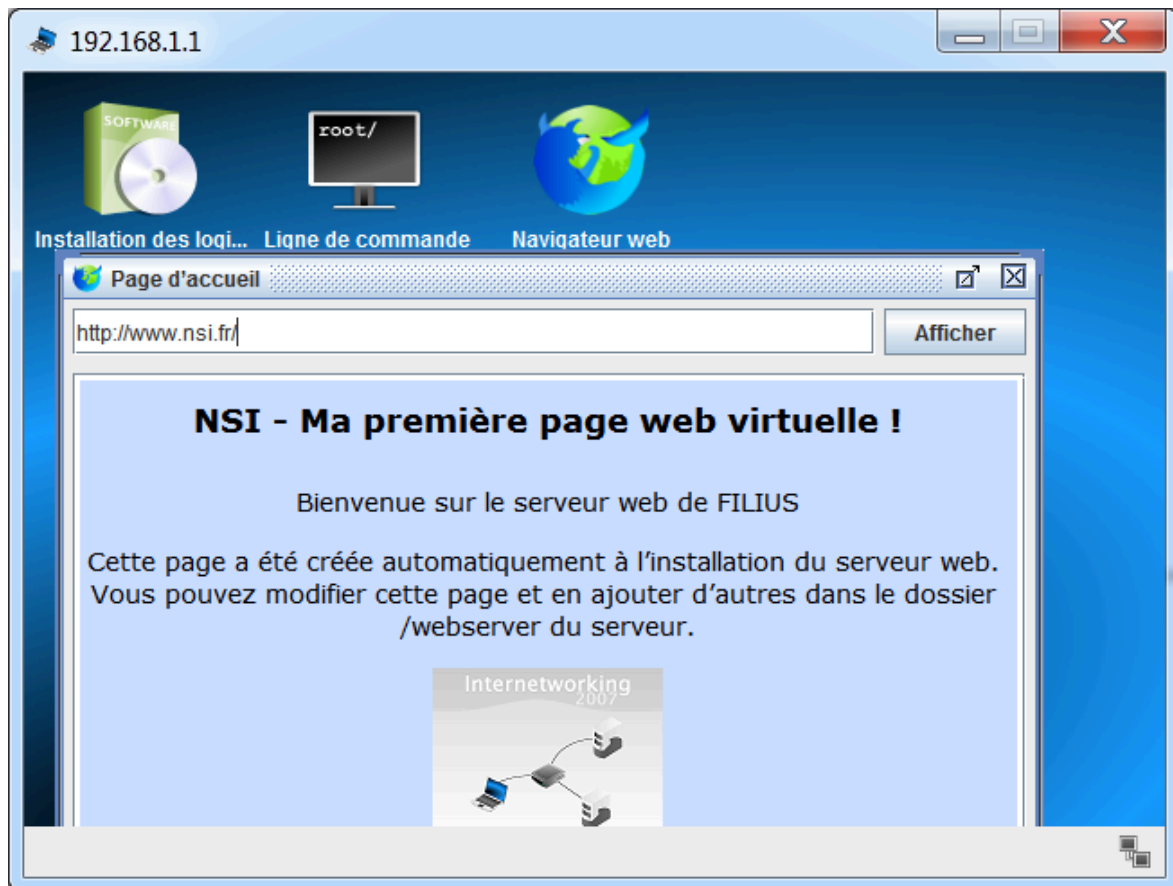 192.168.1.1
SOFTWARE
root/
Installation des logi... Ligne de commande Navigateur web
Page d'accueil
http://www.nsi.fr/ Afficher
NSI - Ma première page web virtuelle !
Bienvenue sur le serveur web de FILIUS
Cette page a été créée automatiquement à l’installation du serveur web.
Vous pouvez modifier cette page et en ajouter d’autres dans le dossier
/webserver du serveur.
Internetworking
2007